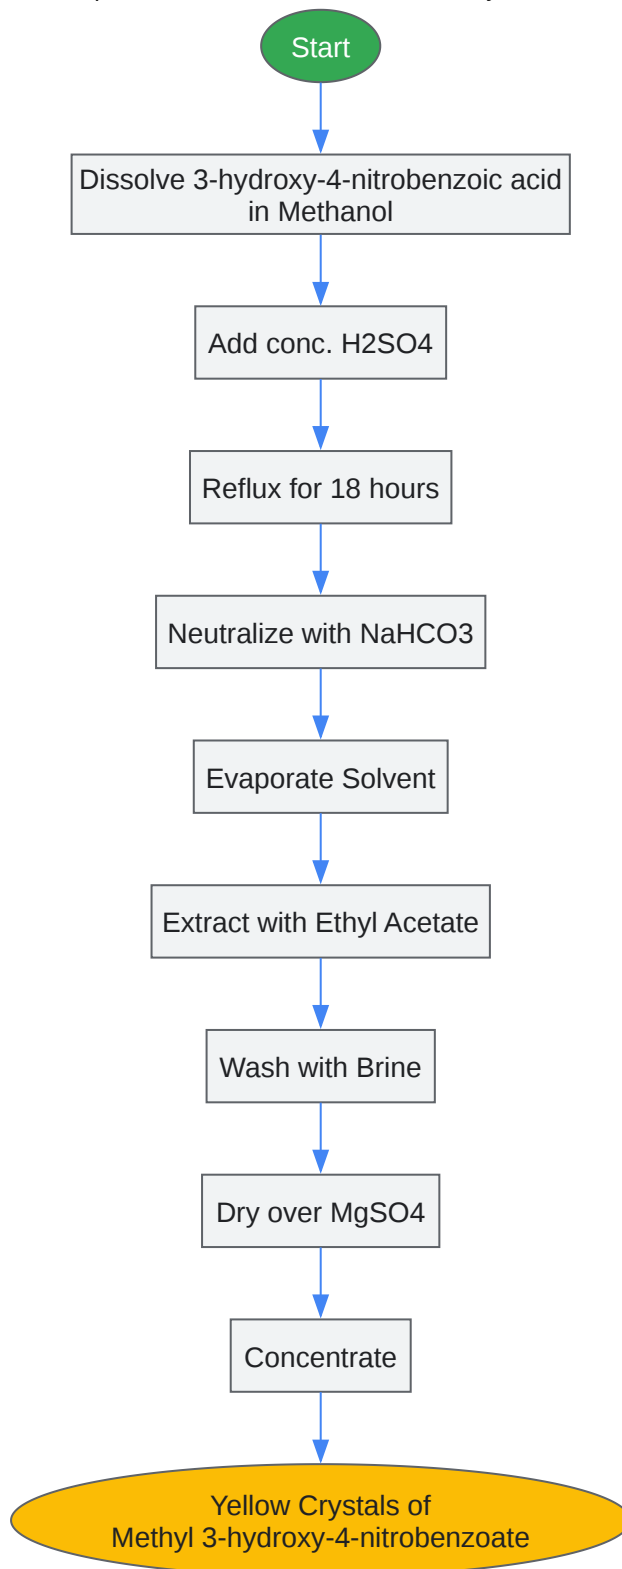 Start
Dissolve 3-hydroxy-4-nitrobenzoic acid
in Methanol
Add conc. H2SO4
Reflux for 18 hours
Neutralize with NaHCO3
Evaporate Solvent
Extract with Ethyl Acetate
Wash with Brine
Dry over MgSO4
Concentrate
Yellow Crystals of
Methyl 3-hydroxy-4-nitrobenzoate